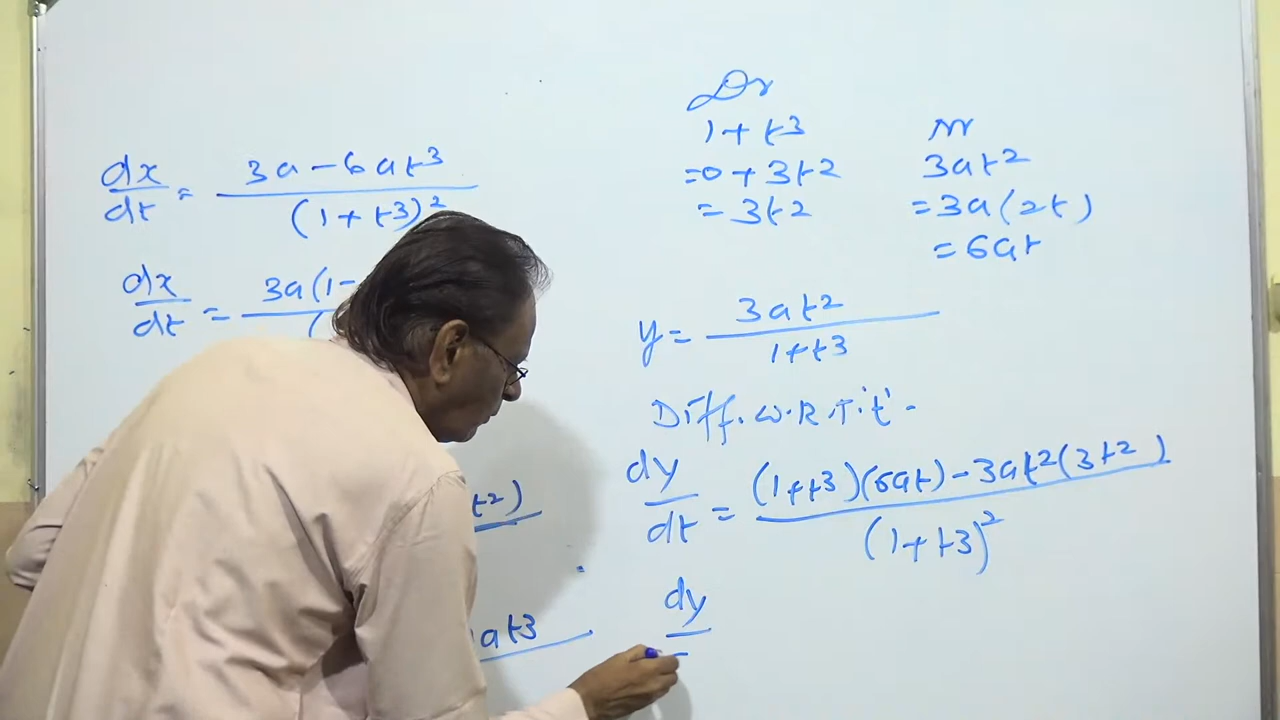 dx/dt = 3a - 6at3 / (1 + t3)2
dx/dt = 3a(1-
t2)
at3
Dr
1 + t3
= 0 + 3t2
= 3t2
Nr
3at2
= 3a(2t)
= 6at
y = 3at2 / 1+t3
Diff. W.R.T. 't' -
dy/dt = (1+t3)(6at) - 3at2(3t2) / (1+t3)2
dy